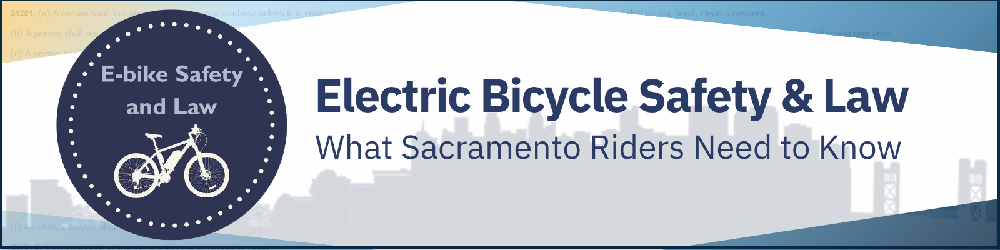 21201. (a) A person shall not on a roadway unless it is equipped skid on dry, level, clean pavement.
(b) A person shall not steering grip area.
(c) A person
E-bike Safety
and Law
Electric Bicycle Safety & Law
What Sacramento Riders Need to Know
(f) An electric bicycle